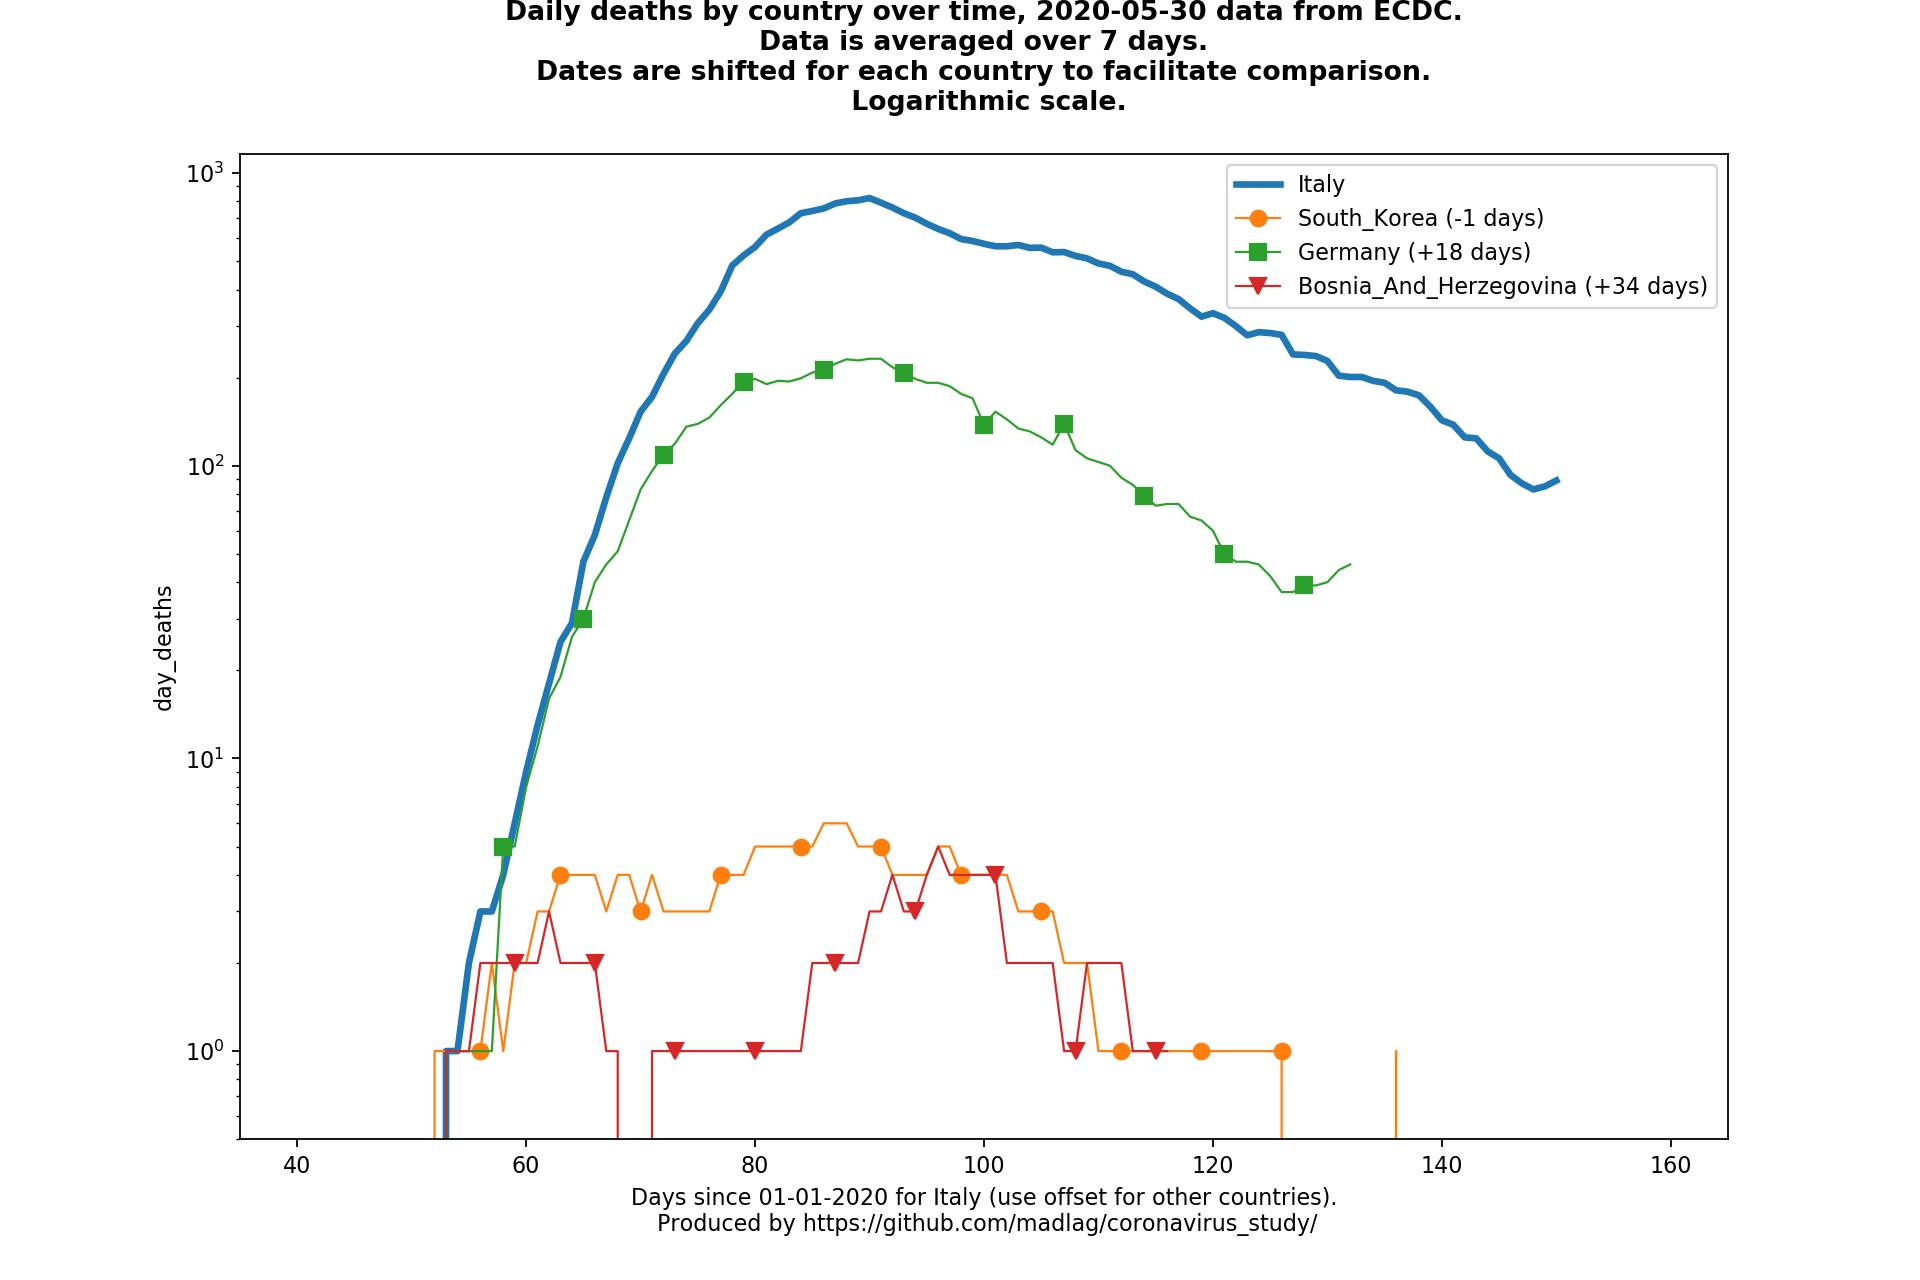 Daily deaths by country over time, 2020-05-30 data from ECDC.
Data is averaged over 7 days.
Dates are shifted for each country to facilitate comparison.
Logarithmic scale.
10³
10²
10¹
10⁰
day_deaths
Italy
South_Korea (-1 days)
Germany (+18 days)
Bosnia_And_Herzegovina (+34 days)
40 60 80 100 120 140 160
Days since 01-01-2020 for Italy (use offset for other countries).
Produced by https://github.com/madlag/coronavirus_study/